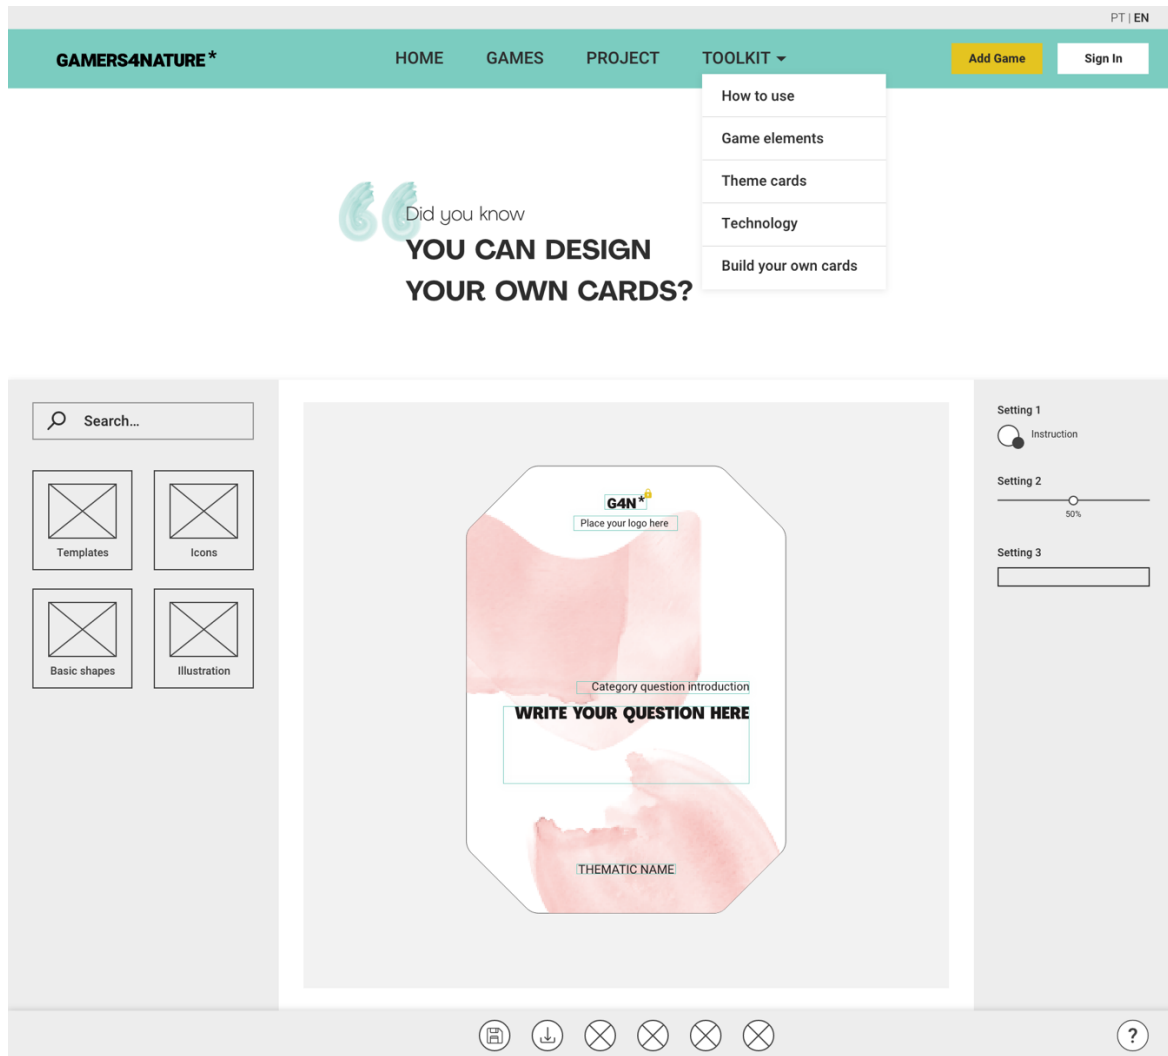 PT | EN
GAMERS4NATURE*
HOME
GAMES
PROJECT
TOOLKIT
Add Game
Sign In
How to use
Game elements
Theme cards
Technology
Build your own cards
Did you know
YOU CAN DESIGN
YOUR OWN CARDS?
Search...
Templates
Icons
Basic shapes
Illustration
G4N*
Place your logo here
Category question introduction
WRITE YOUR QUESTION HERE
THEMATIC NAME
Setting 1
Instruction
Setting 2
50%
Setting 3
?